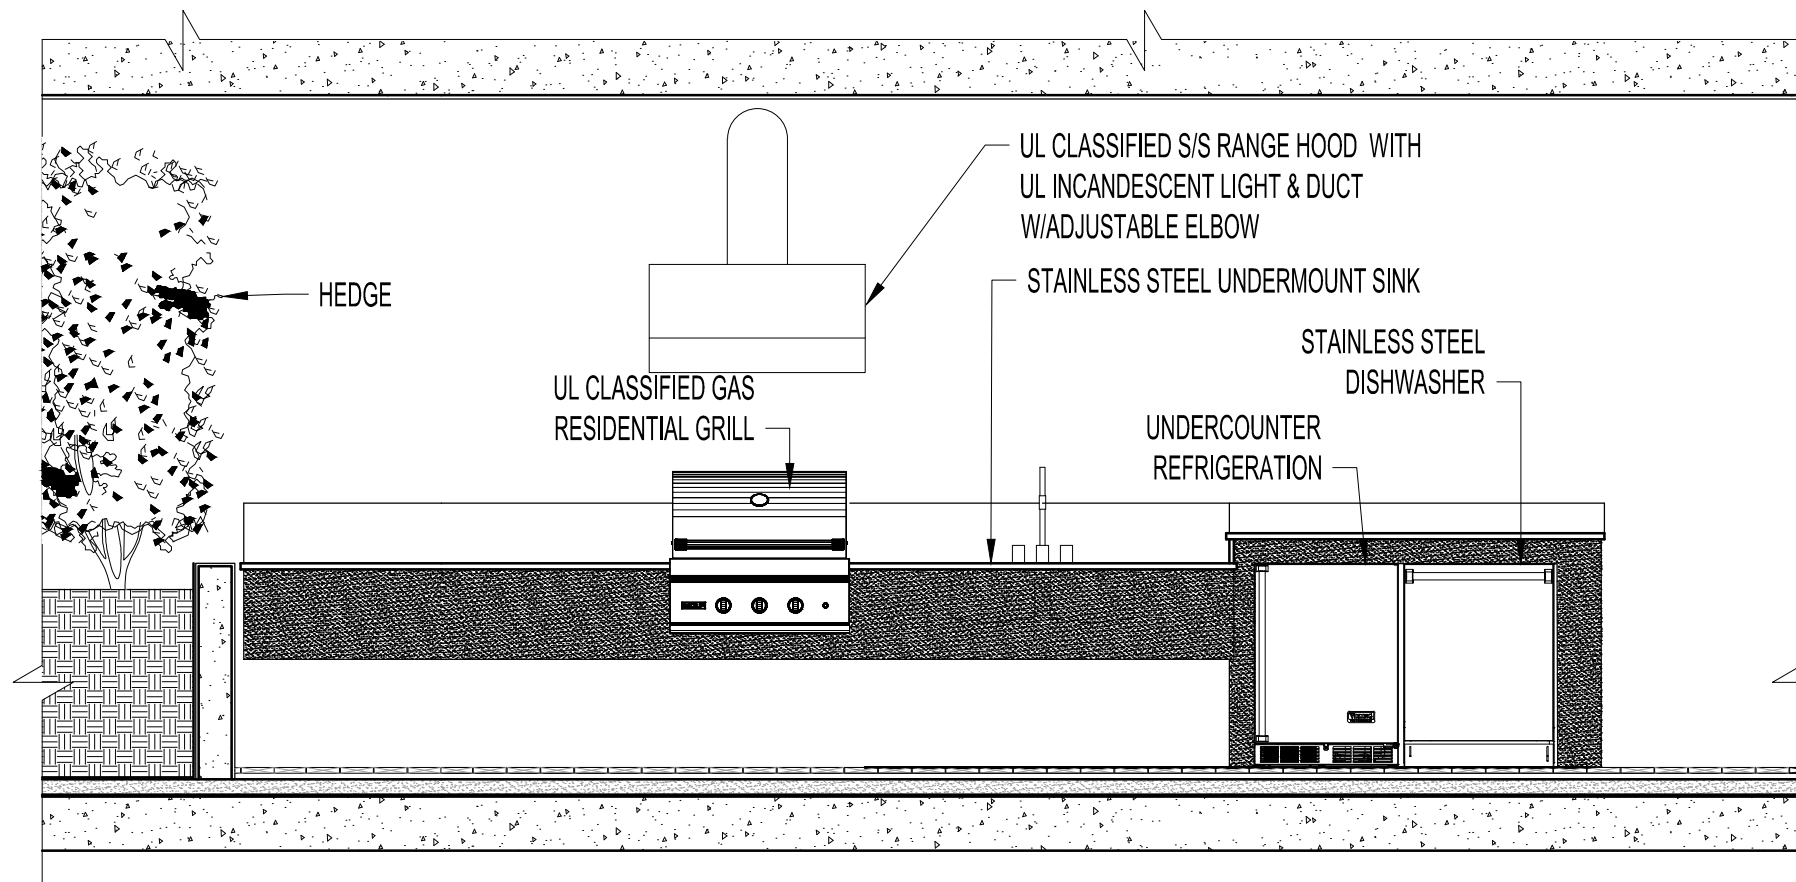 UL CLASSIFIED S/S RANGE HOOD WITH
UL INCANDESCENT LIGHT & DUCT
W/ADJUSTABLE ELBOW
STAINLESS STEEL UNDERMOUNT SINK
HEDGE
STAINLESS STEEL
DISHWASHER
UL CLASSIFIED GAS
RESIDENTIAL GRILL
UNDERCOUNTER
REFRIGERATION